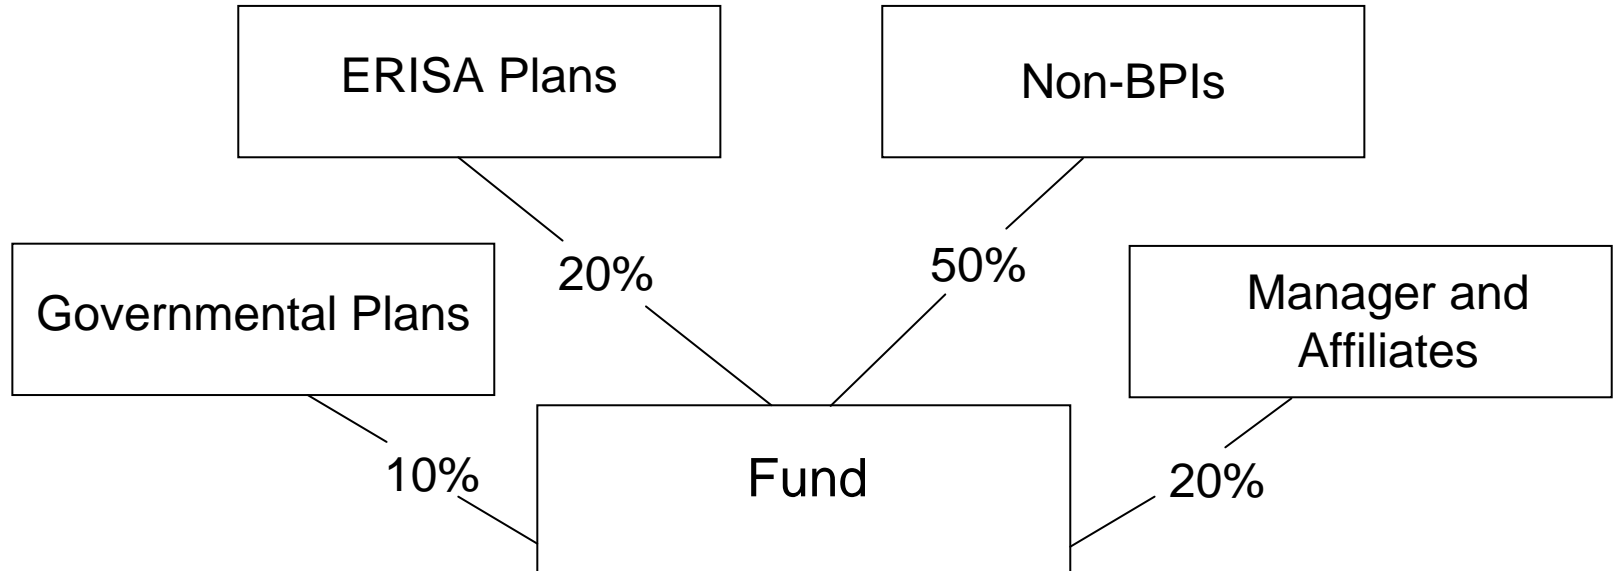 ERISA Plans
Non-BPIs
20%
50%
Governmental Plans
Manager and
Affiliates
10%
Fund
20%